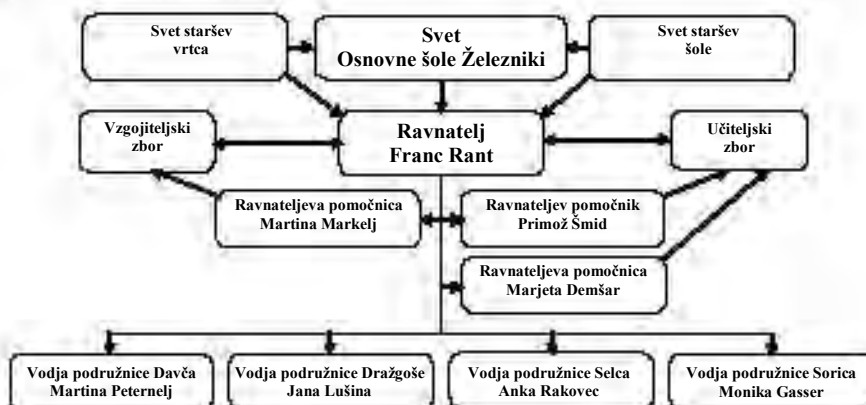 Svet staršev
vrtca
Svet
Osnovne šole Železniki
Svet staršev
šole
Vzgojiteljski
zbor
Ravnatelj
Franc Rant
Učiteljski
zbor
Ravnateljeva pomočnica
Martina Markelj
Ravnateljev pomočnik
Primož Šmid
Ravnateljeva pomočnica
Marjeta Demšar
Vodja podružnice Davča
Martina Peternelj
Vodja podružnice Dražgoše
Jana Lušina
Vodja podružnice Selca
Anka Rakovec
Vodja podružnice Sorica
Monika Gasser